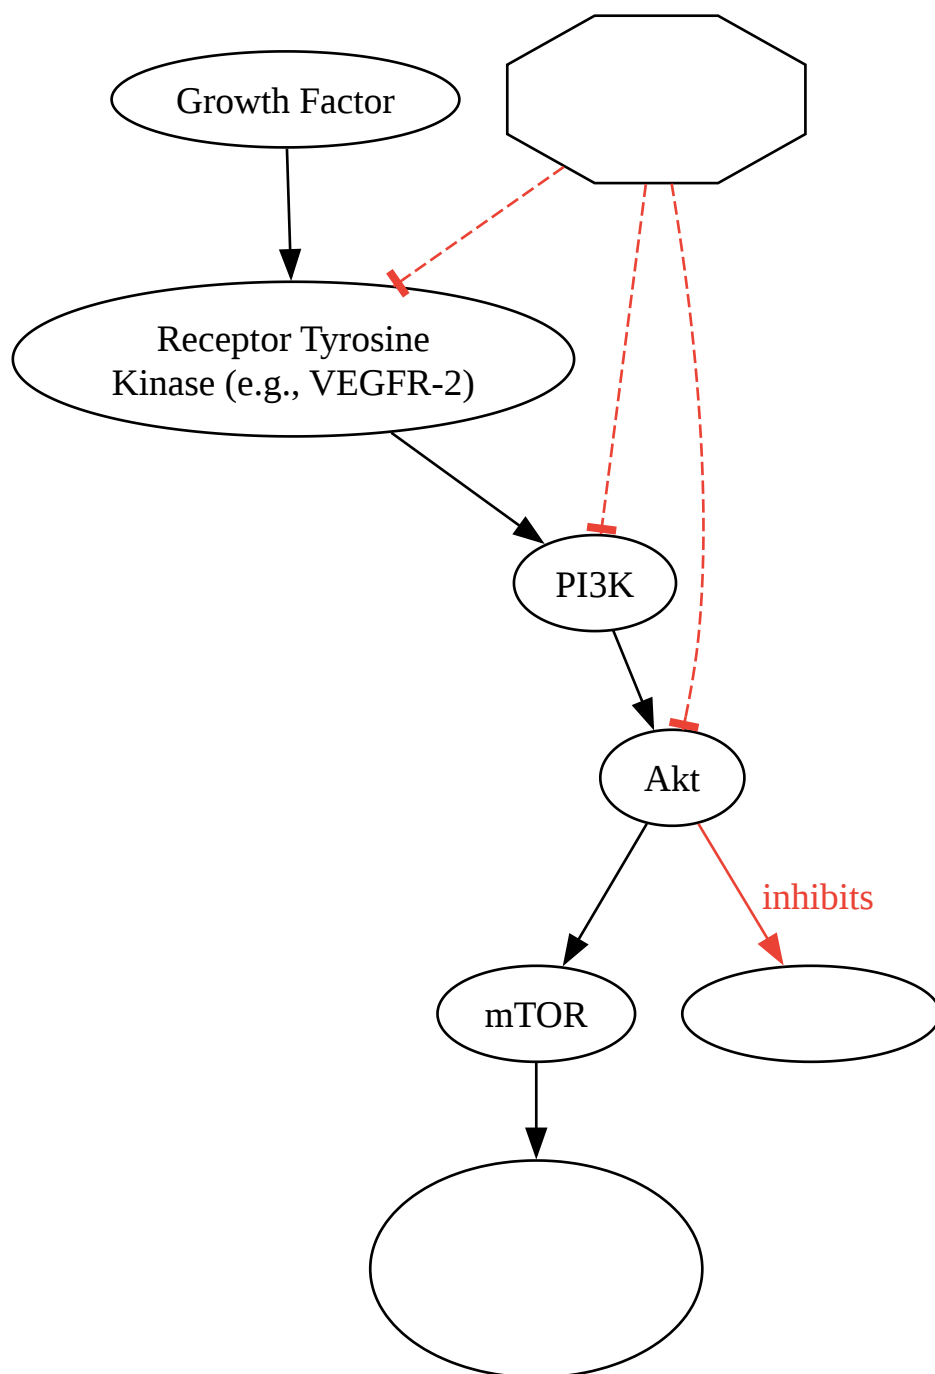 Growth Factor
Receptor Tyrosine
Kinase (e.g., VEGFR-2)
PI3K
Akt
inhibits
mTOR